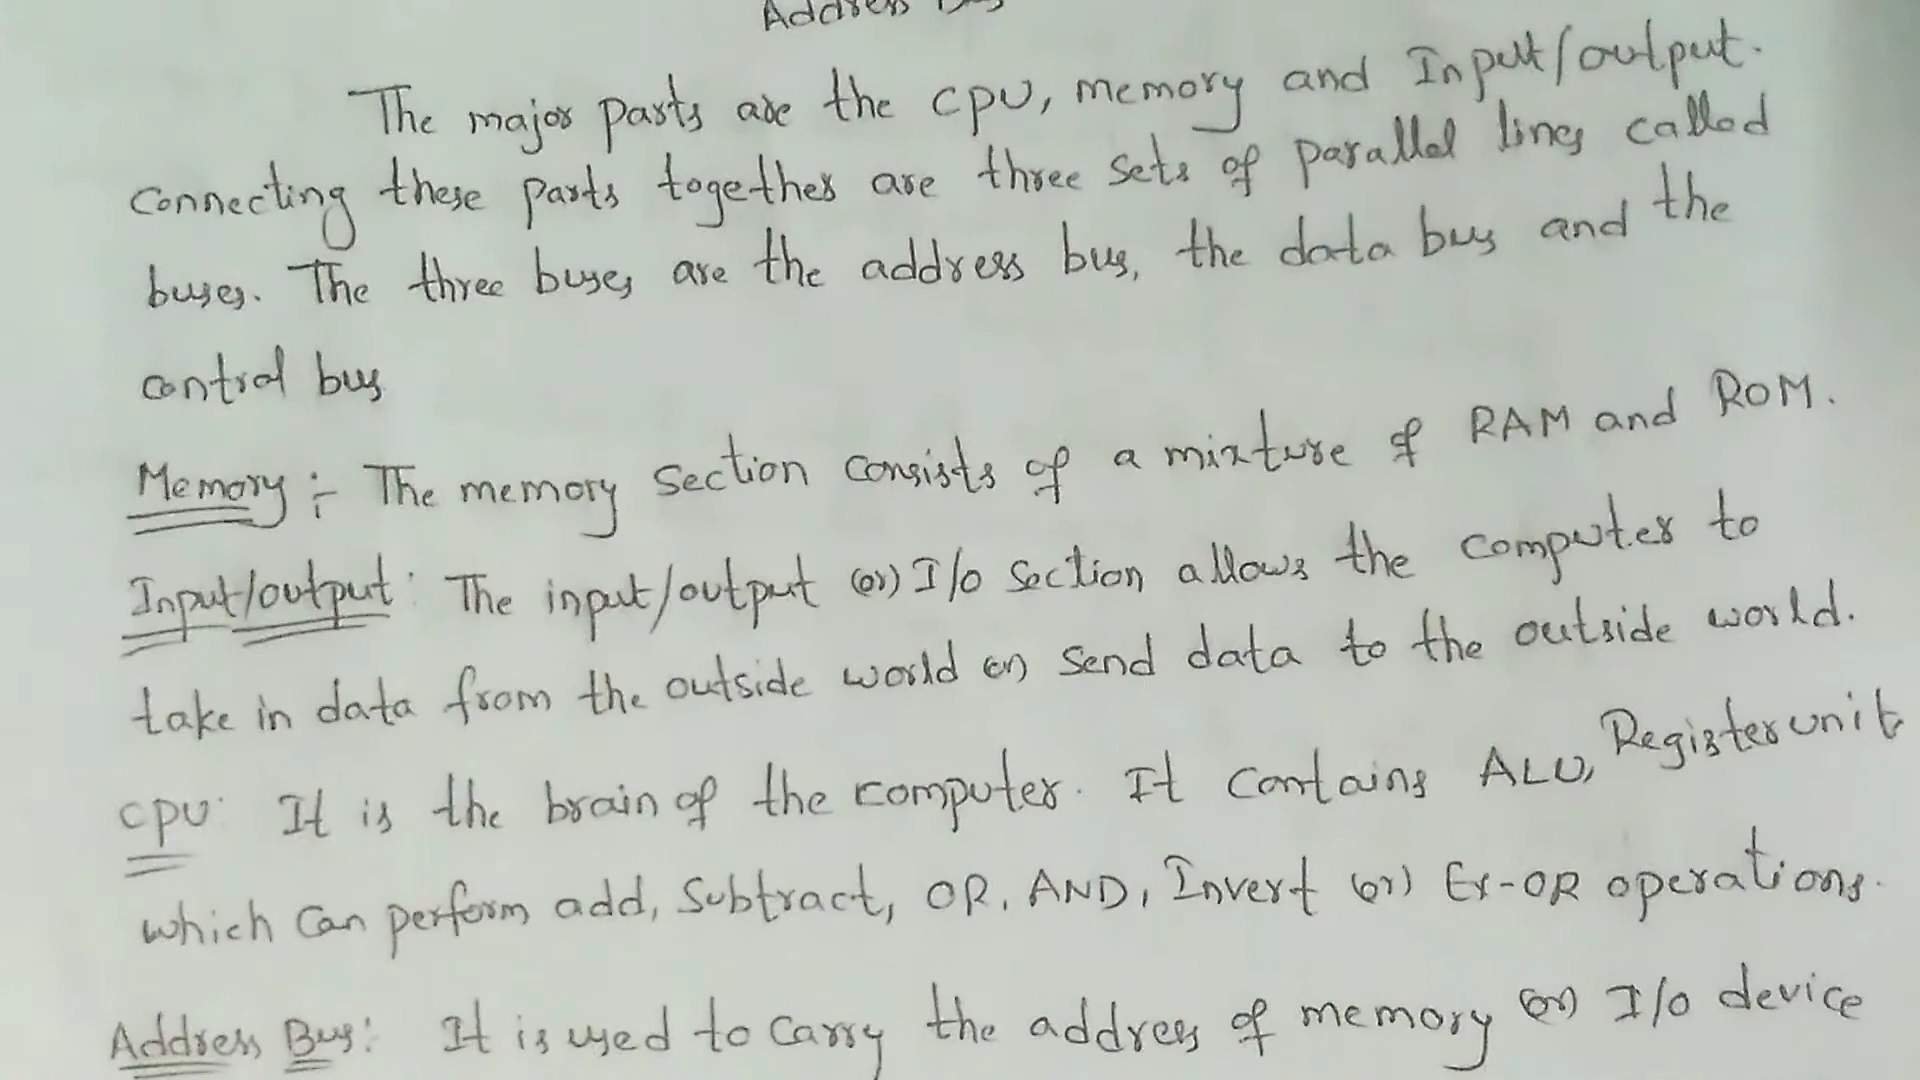 Address Bus
The major parts are the CPU, memory and Input/output.
Connecting these parts together are three sets of parallel lines called
buses. The three buses are the address bus, the data bus and the
control bus
Memory :- The memory section consists of a mixture of RAM and ROM.
Input/output: The input/output (or) I/o section allows the computer to
take in data from the outside world (or) send data to the outside world.
CPU: It is the brain of the computer. It contains ALU, Register unit
which can perform add, Subtract, OR, AND, Invert (or) Ex-OR operations.
Address Bus: It is used to carry the address of memory (or) I/o device